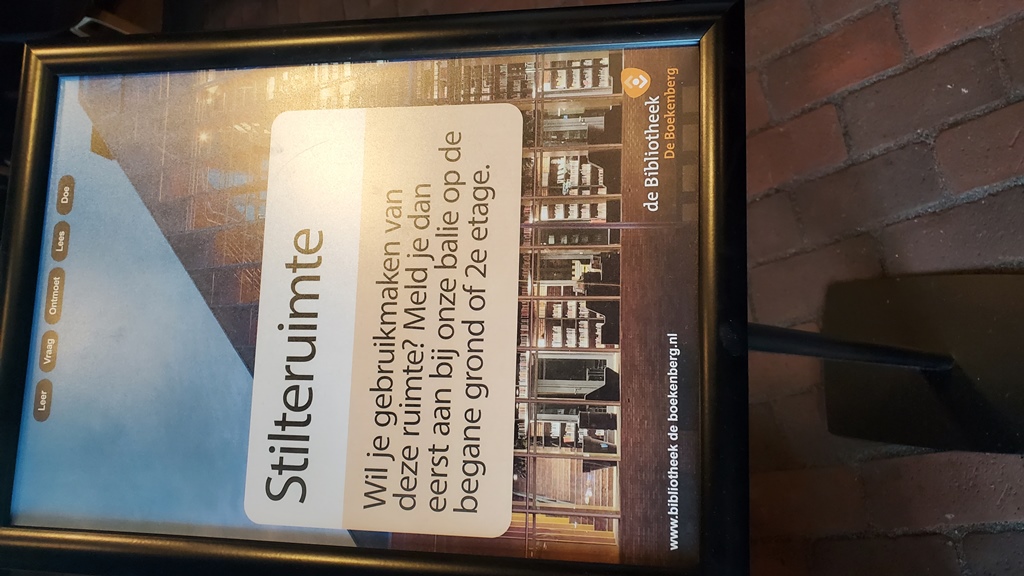 Leer Vraag Ontmoet Lees Doe
Stilteruimte
Wil je gebruikmaken van
deze ruimte? Meld je dan
eerst aan bij onze balie op de
begane grond of 2e etage.
de Bibliotheek
De Boekenberg
www.bibliotheek de boekenberg.nl